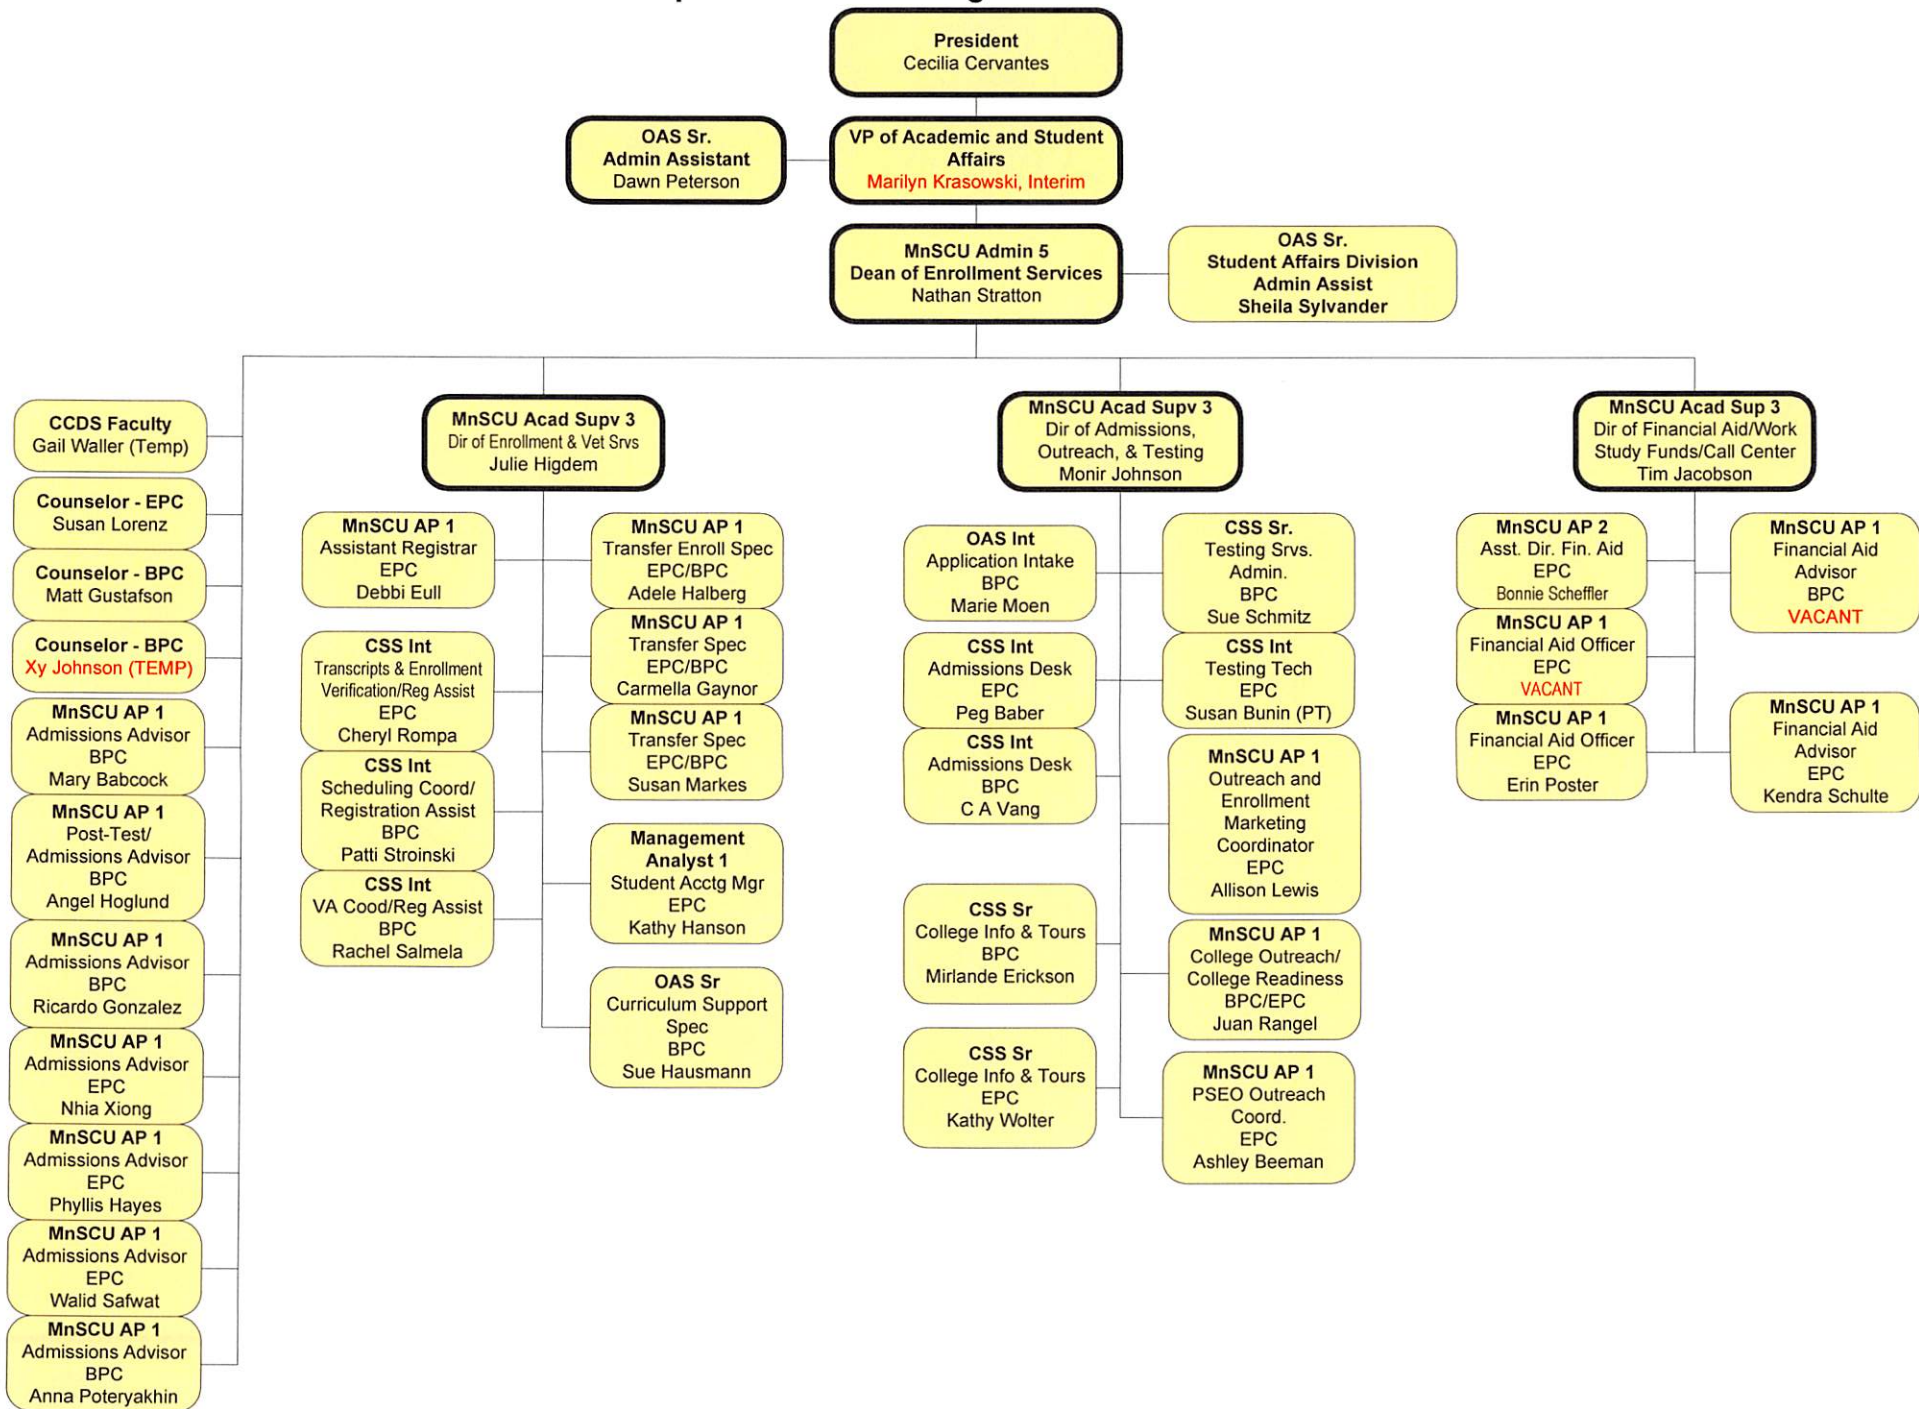 President
Cecilia Cervantes
OAS Sr.
Admin Assistant
Dawn Peterson
VP of Academic and Student
Affairs
Marilyn Krasowski, Interim
MnSCU Admin 5
Dean of Enrollment Services
Nathan Stratton
OAS Sr.
Student Affairs Division
Admin Assist
Sheila Sylvander
CCDS Faculty
Gail Waller (Temp)
Counselor - EPC
Susan Lorenz
Counselor - BPC
Matt Gustafson
Counselor - BPC
Xy Johnson (TEMP)
MnSCU AP 1
Admissions Advisor
BPC
Mary Babcock
MnSCU AP 1
Post-Test/
Admissions Advisor
BPC
Angel Hoglund
MnSCU AP 1
Admissions Advisor
BPC
Ricardo Gonzalez
MnSCU AP 1
Admissions Advisor
EPC
Nhia Xiong
MnSCU AP 1
Admissions Advisor
EPC
Phyllis Hayes
MnSCU AP 1
Admissions Advisor
EPC
Walid Safwat
MnSCU AP 1
Admissions Advisor
BPC
Anna Poteryakhin
MnSCU Acad Supv 3
Dir of Enrollment & Vet Srvs
Julie Higdem
MnSCU AP 1
Assistant Registrar
EPC
Debbi Eull
CSS Int
Transcripts & Enrollment
Verification/Reg Assist
EPC
Cheryl Rompa
CSS Int
Scheduling Coord/
Registration Assist
BPC
Patti Stroinski
CSS Int
VA Cood/Reg Assist
BPC
Rachel Salmela
MnSCU AP 1
Transfer Enroll Spec
EPC/BPC
Adele Halberg
MnSCU AP 1
Transfer Spec
EPC/BPC
Carmella Gaynor
MnSCU AP 1
Transfer Spec
EPC/BPC
Susan Markes
Management
Analyst 1
Student Acctg Mgr
EPC
Kathy Hanson
OAS Sr
Curriculum Support
Spec
BPC
Sue Hausmann
MnSCU Acad Supv 3
Dir of Admissions,
Outreach, & Testing
Monir Johnson
OAS Int
Application Intake
BPC
Marie Moen
CSS Int
Admissions Desk
EPC
Peg Baber
CSS Int
Admissions Desk
BPC
C A Vang
CSS Sr
College Info & Tours
BPC
Mirlande Erickson
CSS Sr
College Info & Tours
EPC
Kathy Wolter
CSS Sr.
Testing Srvs.
Admin.
BPC
Sue Schmitz
CSS Int
Testing Tech
EPC
Susan Bunin (PT)
MnSCU AP 1
Outreach and
Enrollment
Marketing
Coordinator
EPC
Allison Lewis
MnSCU AP 1
College Outreach/
College Readiness
BPC/EPC
Juan Rangel
MnSCU AP 1
PSEO Outreach
Coord.
EPC
Ashley Beeman
MnSCU Acad Sup 3
Dir of Financial Aid/Work
Study Funds/Call Center
Tim Jacobson
MnSCU AP 2
Asst. Dir. Fin. Aid
EPC
Bonnie Scheffler
MnSCU AP 1
Financial Aid Officer
EPC
VACANT
MnSCU AP 1
Financial Aid Officer
EPC
Erin Poster
MnSCU AP 1
Financial Aid
Advisor
BPC
VACANT
MnSCU AP 1
Financial Aid
Advisor
EPC
Kendra Schulte